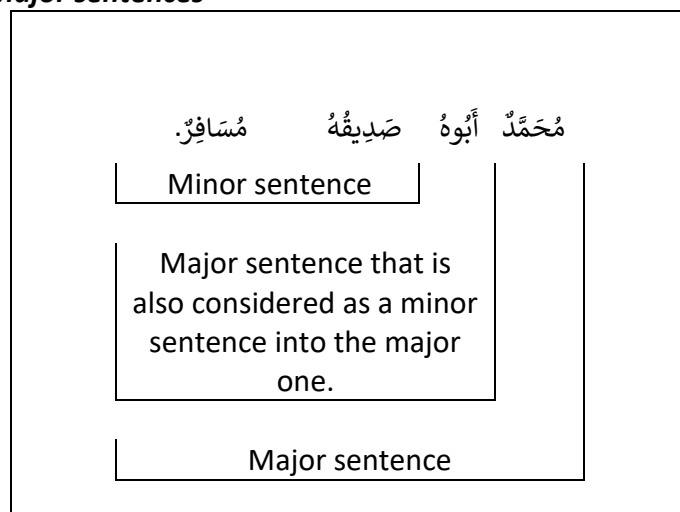 major sentences
مُحَمَّدٌ أَبُوهُ صَدِيقُهُ مُسَافِرٌ.
Minor sentence
Major sentence that is
also considered as a minor
sentence into the major
one.
Major sentence